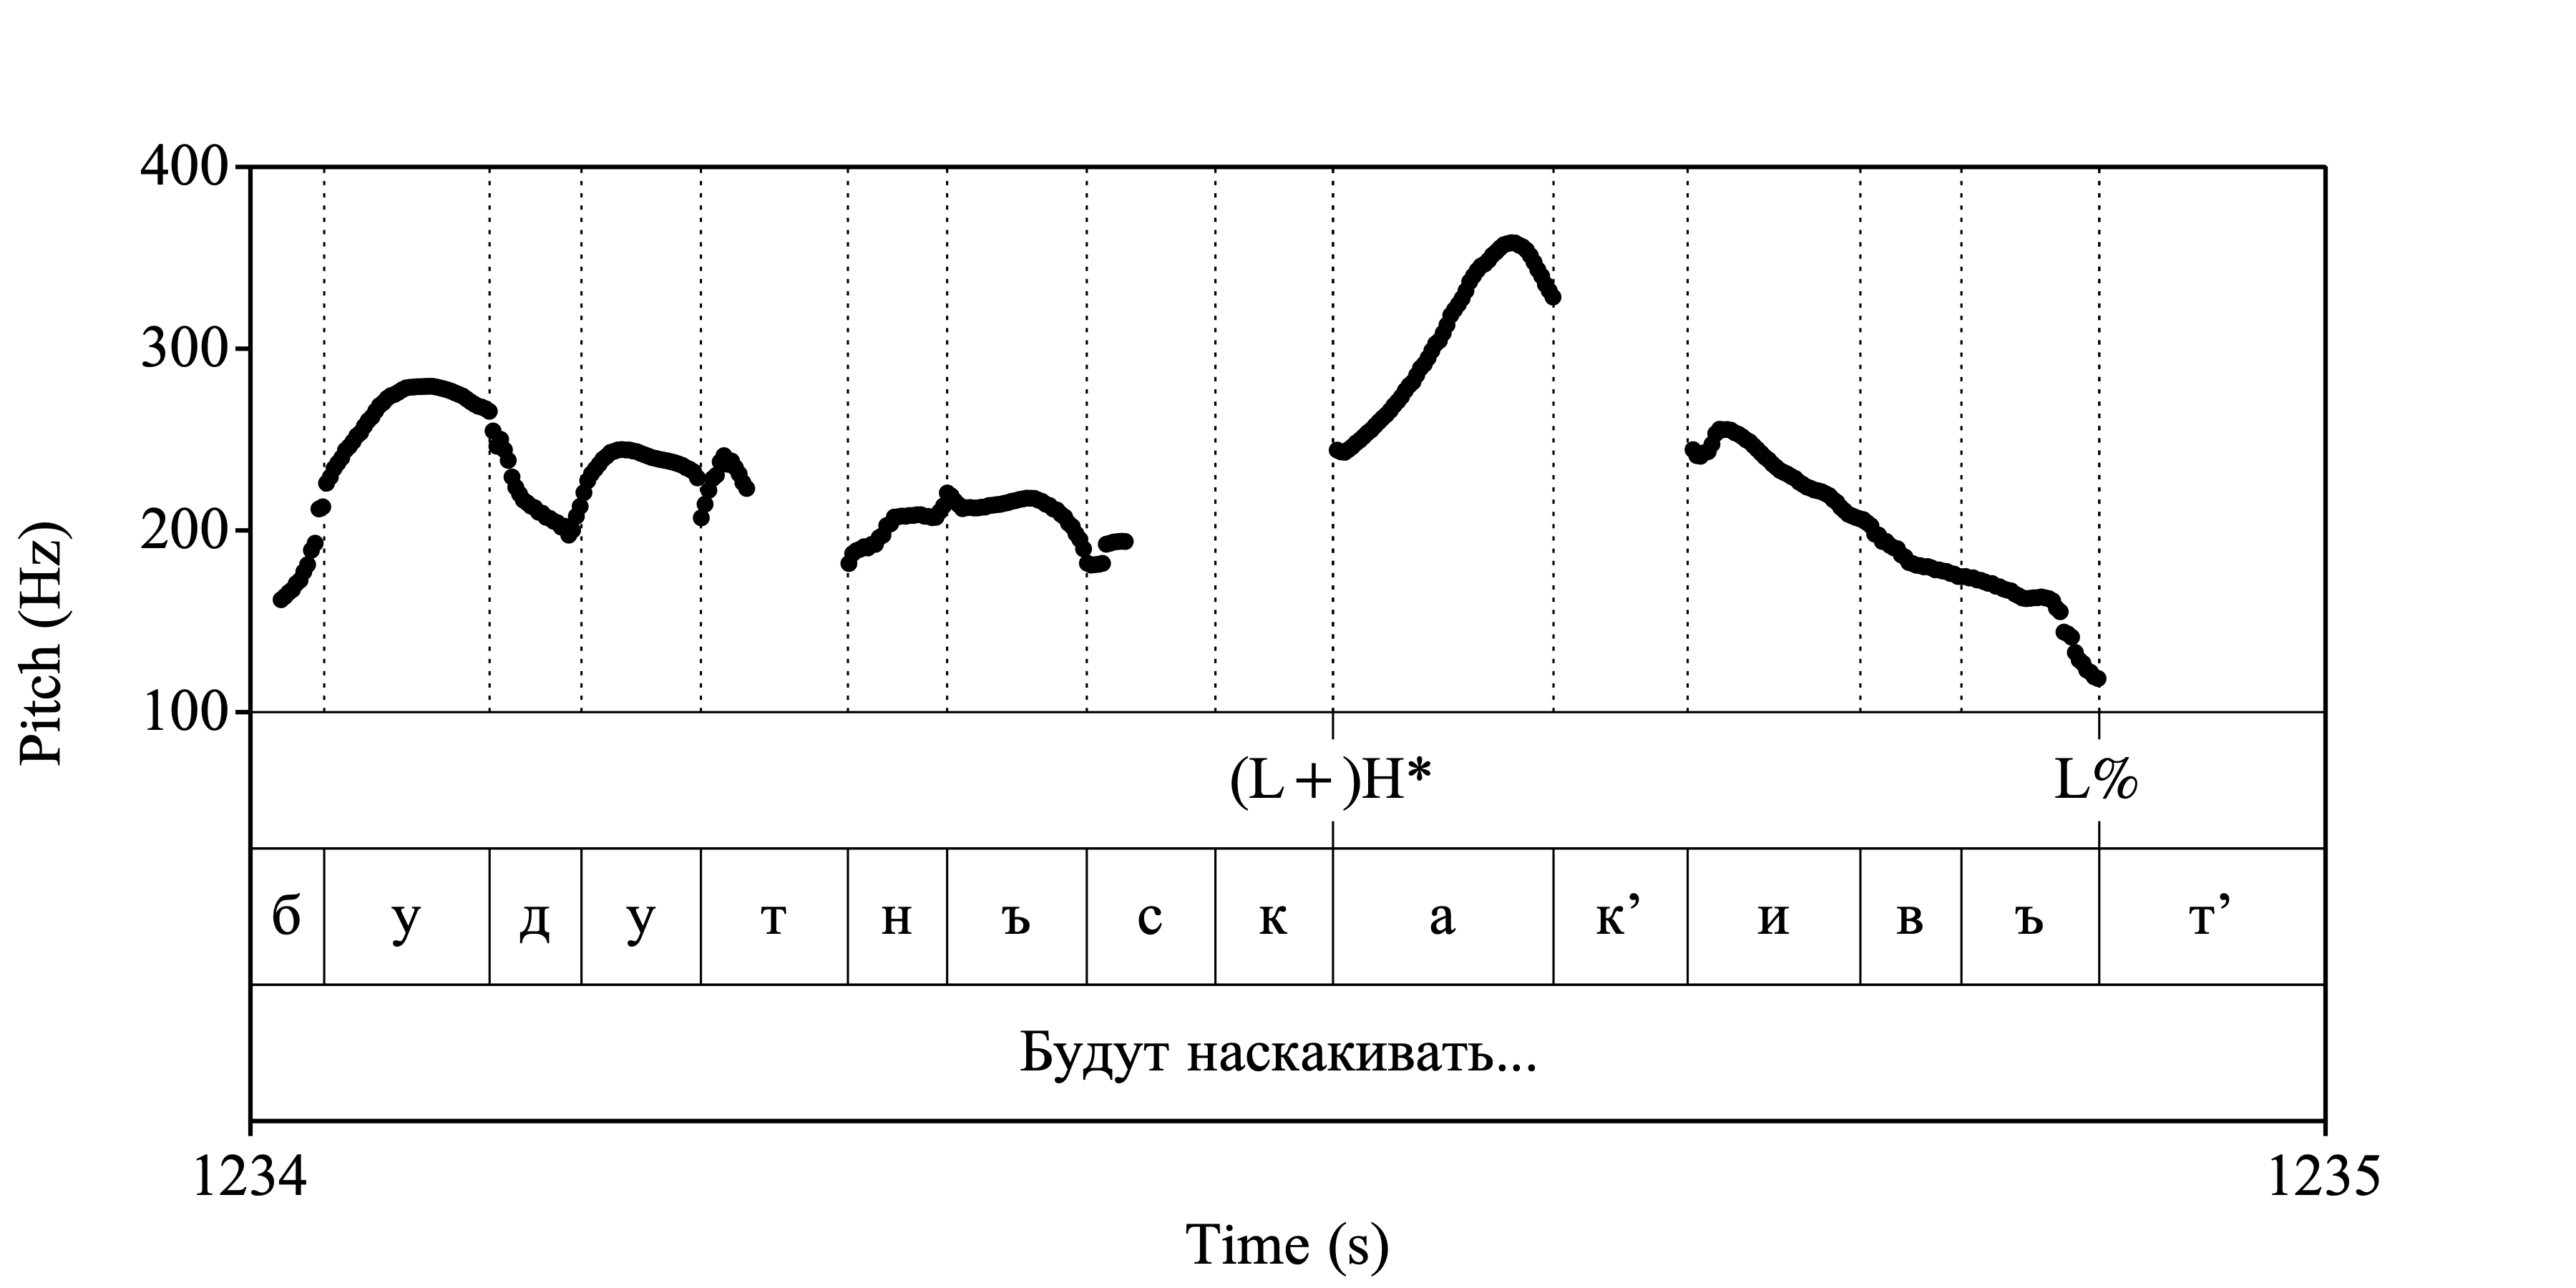 400
300
200
100
Pitch (Hz)
(L+)H* L%
б у д у т н ъ с к а к’ и в ъ т’
Будут наскакивать...
1234 1235
Time (s)